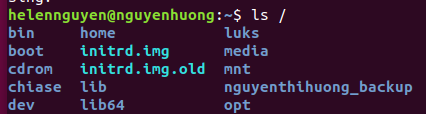 helennguyen@nguyenhuong:~$ ls /
bin home luks
boot initrd.img media
cdrom initrd.img.old mnt
chiase lib nguyenthihuong_backup
dev lib64 opt